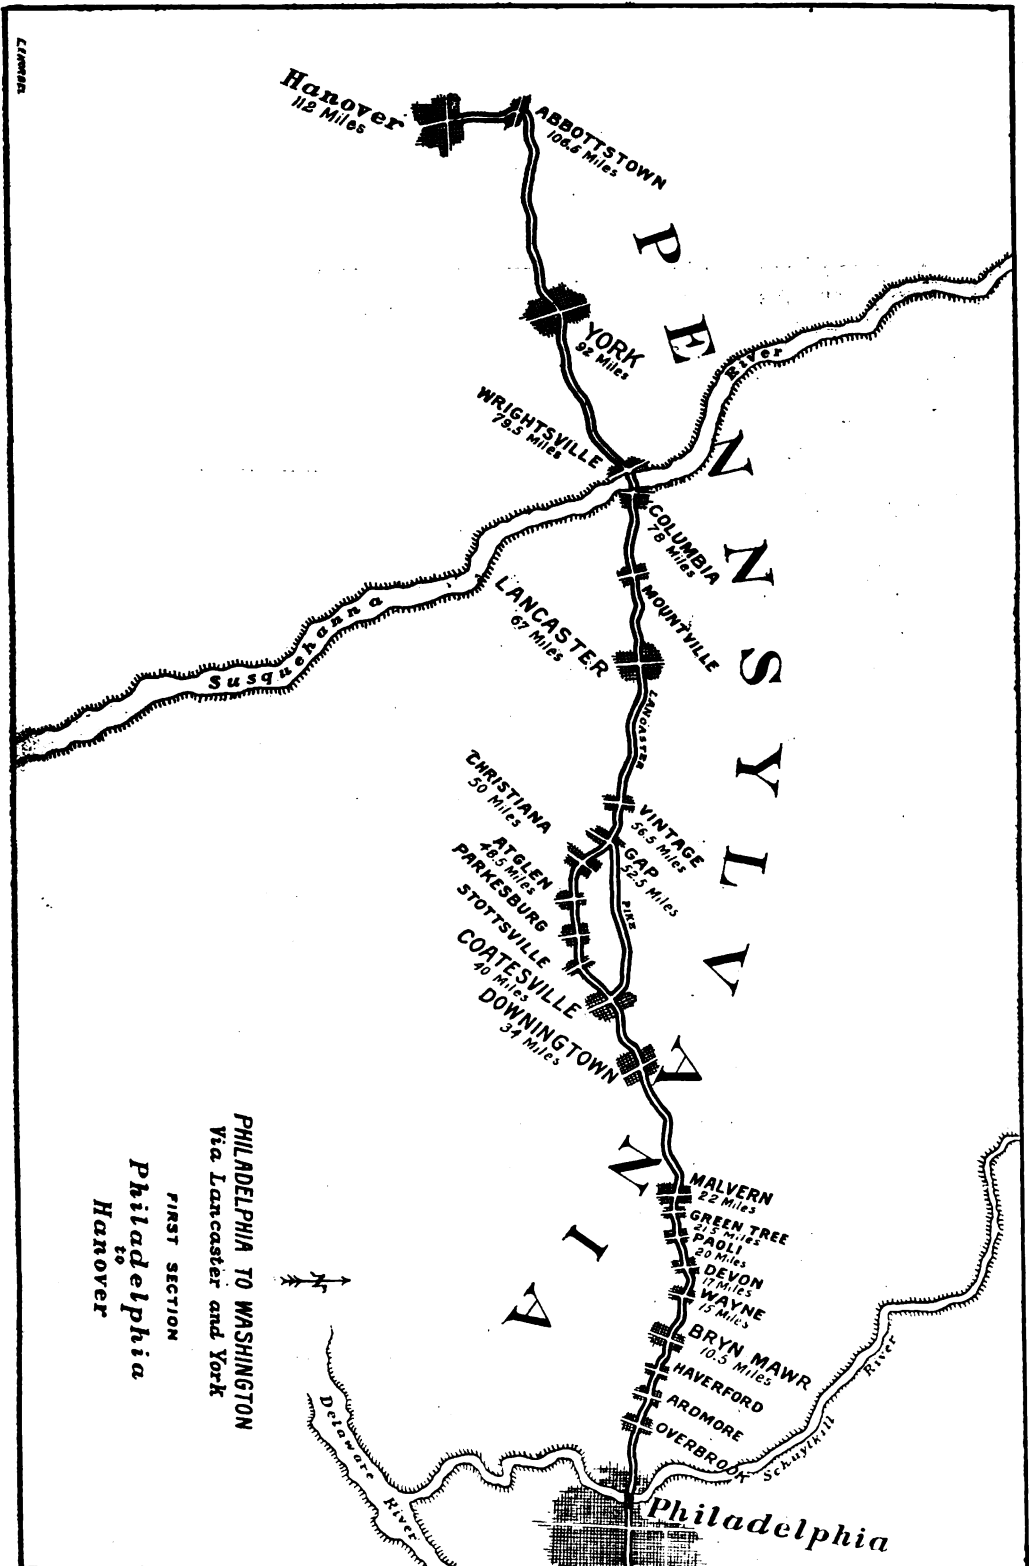 Hanover
112 Miles
ABBOTTSTOWN
106.5 Miles
YORK
92 Miles
WRIGHTSVILLE
79.5 Miles
COLUMBIA
78 Miles
MOUNTVILLE
LANCASTER
67 Miles
LANCASTER
PIKE
VINTAGE
56.5 Miles
GAP
52.5 Miles
CHRISTIANA
50 Miles
ATGLEN
48.5 Miles
PARKESBURG
STOTTSVILLE
COATESVILLE
40 Miles
DOWNINGTOWN
34 Miles
MALVERN
22 Miles
GREEN TREE
21.5 Miles
PAOLI
20 Miles
DEVON
17 Miles
WAYNE
15 Miles
BRYN MAWR
10.5 Miles
HAVERFORD
ARDMORE
OVERBROOK
Philadelphia
PENNSYLVANIA
Susquehanna
River
Schuylkill
River
Delaware
River
N
PHILADELPHIA TO WASHINGTON
Via Lancaster and York
FIRST SECTION
Philadelphia
to
Hanover